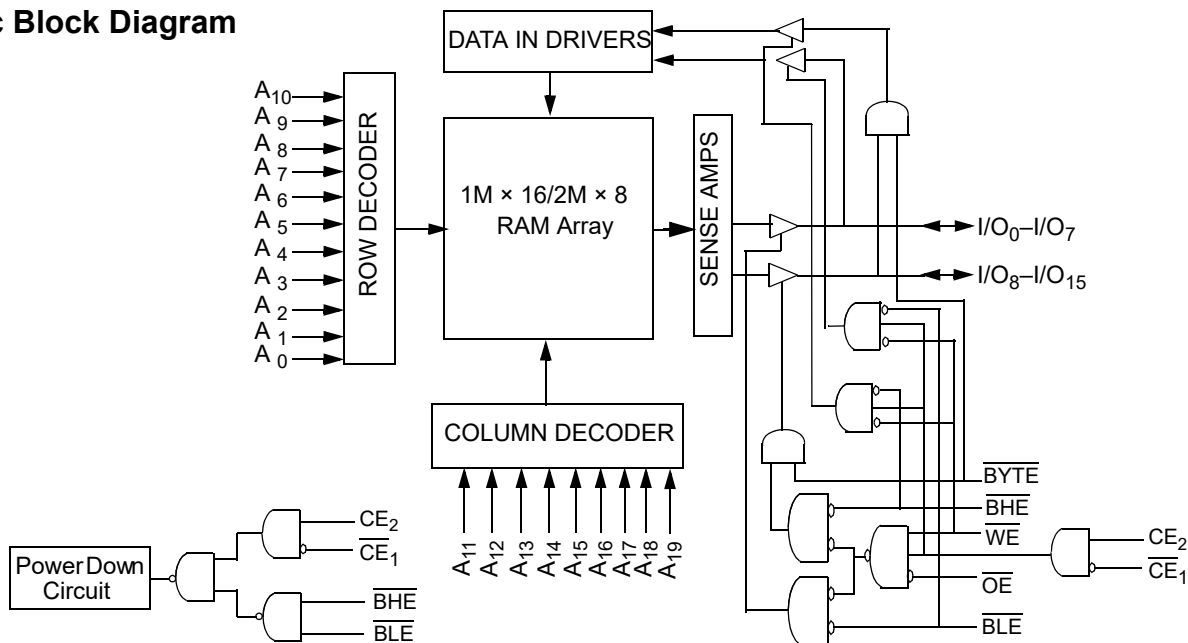 c Block Diagram
DATA IN DRIVERS
A10
A9
A8
A7
A6
A5
A4
A3
A2
A1
A0
ROW DECODER
1M × 16/2M × 8
RAM Array
SENSE AMPS
I/O0–I/O7
I/O8–I/O15
COLUMN DECODER
A11
A12
A13
A14
A15
A16
A17
A18
A19
BYTE
BHE
WE
CE2
CE1
OE
BLE
Power Down
Circuit
CE2
CE1
BHE
BLE